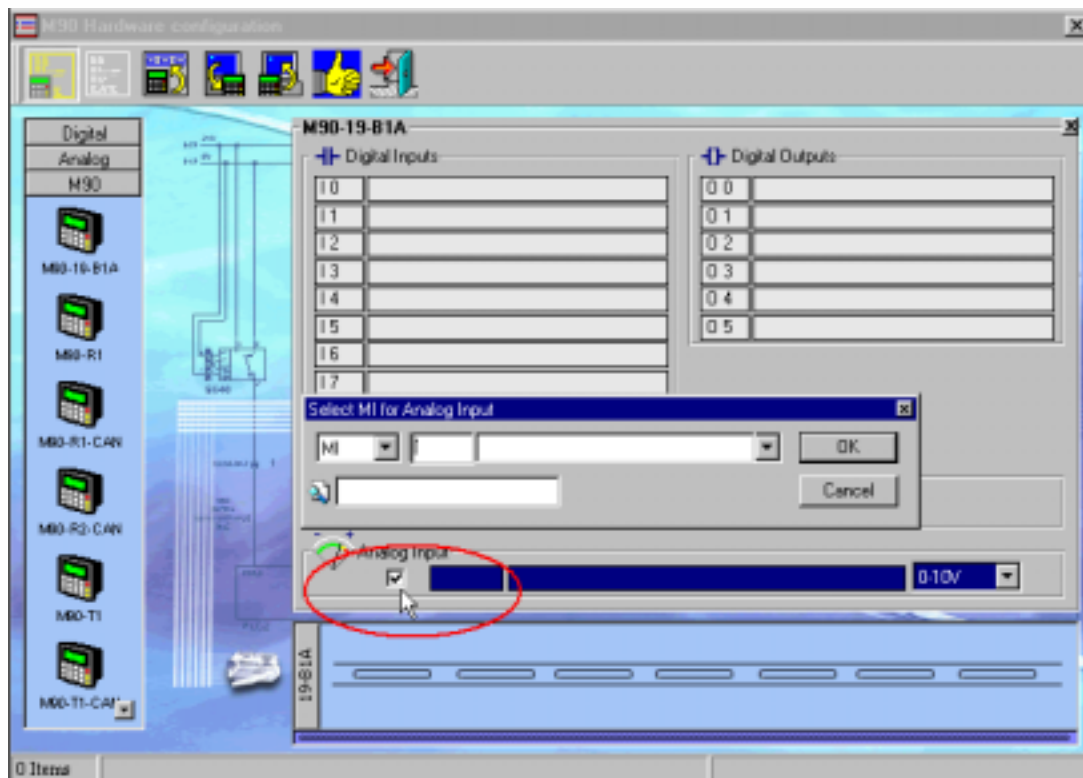 M90 Hardware configuration
Digital
Analog
M90
M90-19-B1A
M90-R1
M90-R1-CAN
M90-R2-CAN
M90-T1
M90-T1-CAN
M90-19-B1A
Digital Inputs
I 0
I 1
I 2
I 3
I 4
I 5
I 6
I 7
Digital Outputs
O 0
O 1
O 2
O 3
O 4
O 5
Select MI for Analog Input
MI
OK
Cancel
Analog Input
0-10V
19-B1A
0 Items